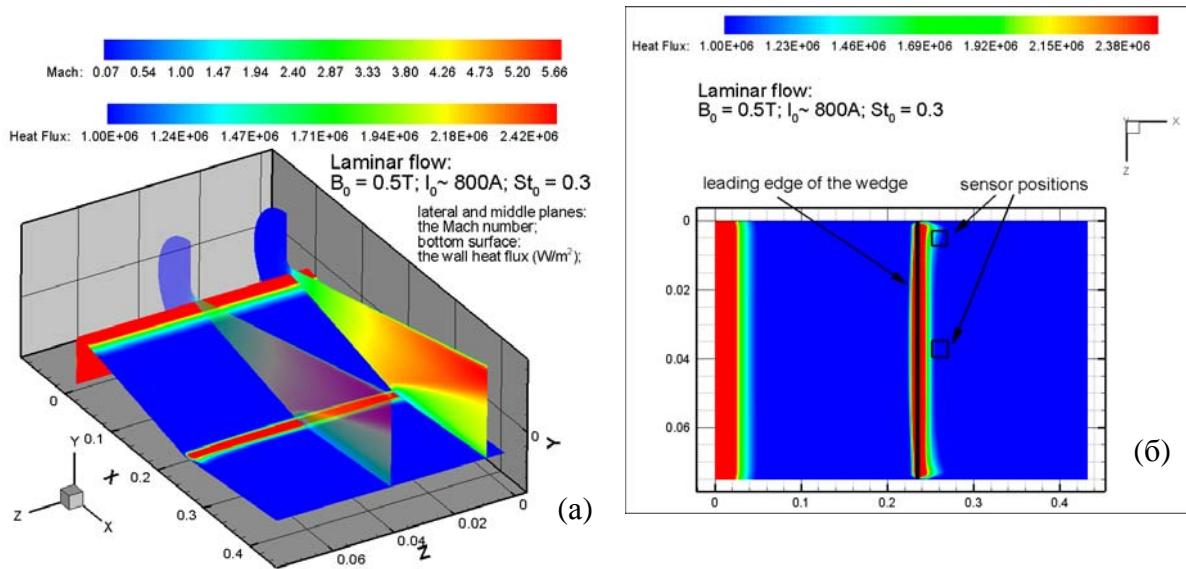 Mach: 0.07 0.54 1.00 1.47 1.94 2.40 2.87 3.33 3.80 4.26 4.73 5.20 5.66
Heat Flux: 1.00E+06 1.24E+06 1.47E+06 1.71E+06 1.94E+06 2.18E+06 2.42E+06
Laminar flow:
B₀ = 0.5T; I₀~ 800A; St₀ = 0.3
lateral and middle planes:
the Mach number;
bottom surface:
the wall heat flux (W/m²);
0
0.1
X
0.2
0.3
0.4
0.06
0.04
Z
0.02
0
0
Y
Y
Z
X
(а)
Heat Flux: 1.00E+06 1.23E+06 1.46E+06 1.69E+06 1.92E+06 2.15E+06 2.38E+06
Laminar flow:
B₀ = 0.5T; I₀~ 800A; St₀ = 0.3
Y
X
Z
leading edge of the wedge
sensor positions
0
0.02
0.04
0.06
0 0.1 0.2 0.3 0.4
(б)